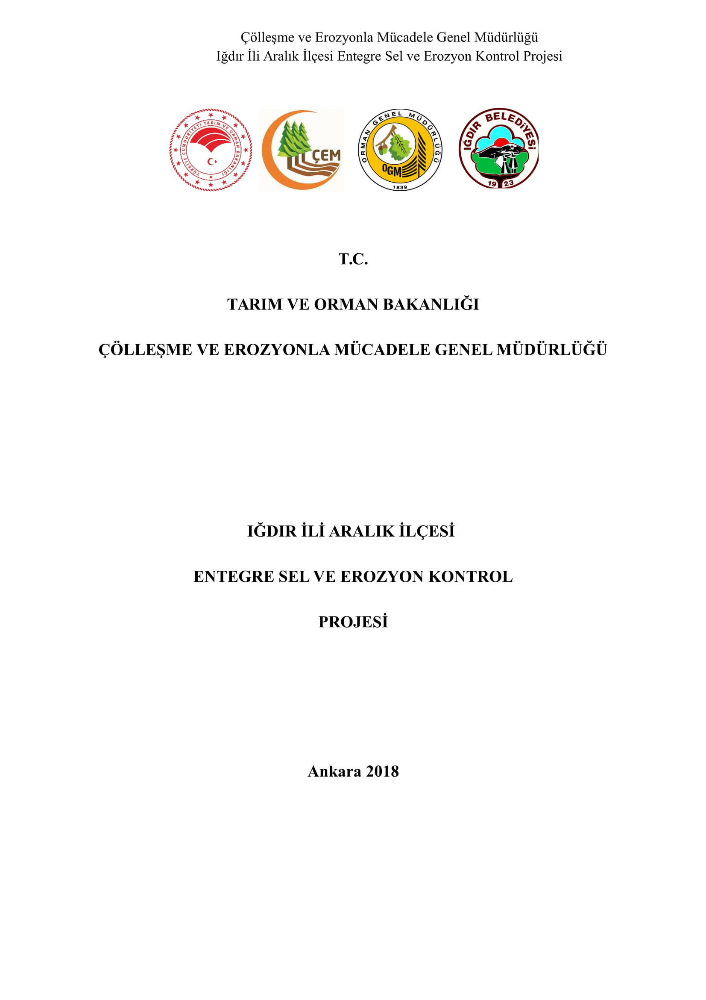 Çölleşme ve Erozyonla Mücadele Genel Müdürlüğü
Iğdır İli Aralık İlçesi Entegre Sel ve Erozyon Kontrol Projesi
TÜRKİYE CUMHURİYETİ TARIM VE ORMAN BAKANLIĞI
ÇEM
ORMAN GENEL MÜDÜRLÜĞÜ
OGM
1839
IĞDIR BELEDİYESİ
19 23
T.C.
TARIM VE ORMAN BAKANLIĞI
ÇÖLLEŞME VE EROZYONLA MÜCADELE GENEL MÜDÜRLÜĞÜ
IĞDIR İLİ ARALIK İLÇESİ
ENTEGRE SEL VE EROZYON KONTROL
PROJESİ
Ankara 2018